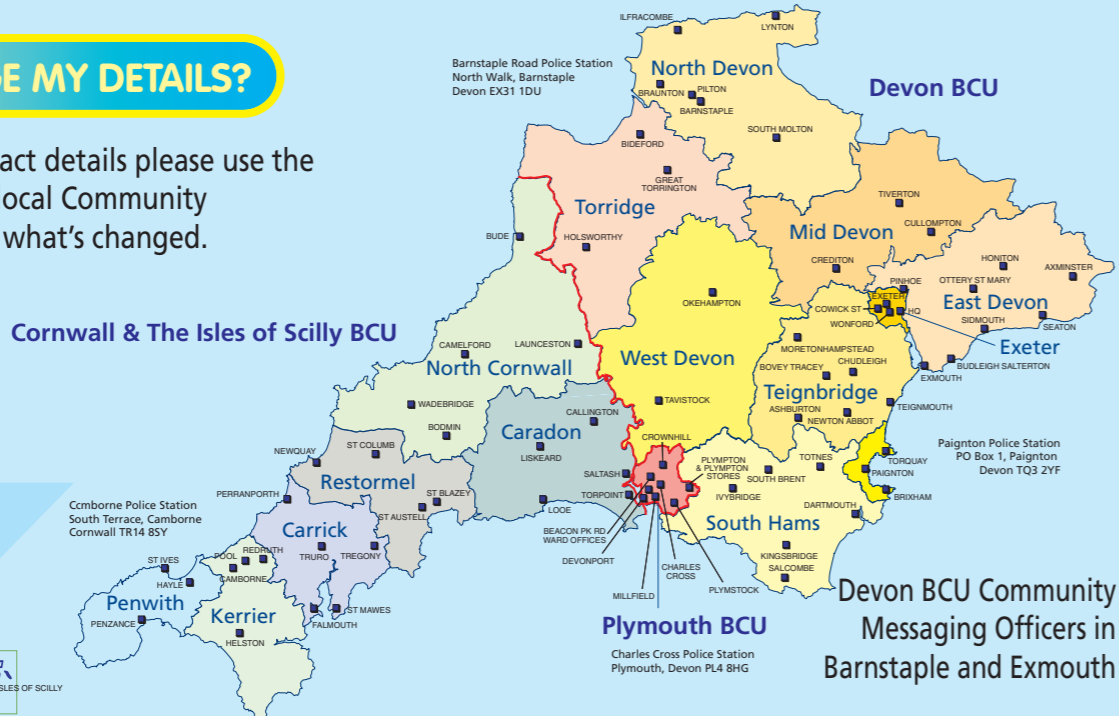 GE MY DETAILS?
act details please use the
local Community
what's changed.
Barnstaple Road Police Station
North Walk, Barnstaple
Devon EX31 1DU
Devon BCU
Cornwall & The Isles of Scilly BCU
ILFRACOMBE
LYNTON
North Devon
BRAUNTON
PILTON
BARNSTAPLE
SOUTH MOLTON
BIDEFORD
GREAT
TORRINGTON
Torridge
HOLSWORTHY
BUDE
TIVERTON
CULLOMPTON
Mid Devon
CREDITON
HONITON
AXMINSTER
PINHOE
OTTERY ST MARY
East Devon
EXETER
COWICK ST
HQ
WONFORD
SIDMOUTH
SEATON
Exeter
BUDLEIGH SALTERTON
EXMOUTH
OKEHAMPTON
West Devon
TAVISTOCK
MORETONHAMPSTEAD
CHUDLEIGH
BOVEY TRACEY
Teignbridge
ASHBURTON
NEWTON ABBOT
TEIGNMOUTH
CAMELFORD
LAUNCESTON
North Cornwall
WADEBRIDGE
BODMIN
CALLINGTON
Caradon
LISKEARD
SALTASH
TORPOINT
LOOE
CROWNHILL
PLYMPTON
& PLYMPTON
STORES
SOUTH BRENT
TOTNES
IVYBRIDGE
DARTMOUTH
South Hams
KINGSBRIDGE
SALCOMBE
TORQUAY
PAIGNTON
BRIXHAM
Paignton Police Station
PO Box 1, Paignton
Devon TQ3 2YF
NEWQUAY
ST COLUMB
Restormel
ST BLAZEY
ST AUSTELL
PERRANPORTH
Carrick
TRURO
TREGONY
Ccmborne Police Station
South Terrace, Camborne
Cornwall TR14 8SY
ST IVES
POOL
REDRUTH
HAYLE
CAMBORNE
Penwith
PENZANCE
Kerrier
HELSTON
ST MAWES
FALMOUTH
BEACON PK RD
WARD OFFICES
DEVONPORT
MILLFIELD
CHARLES
CROSS
PLYMSTOCK
Plymouth BCU
Charles Cross Police Station
Plymouth, Devon PL4 8HG
Devon BCU Community
Messaging Officers in
Barnstaple and Exmouth
ISLES OF SCILLY